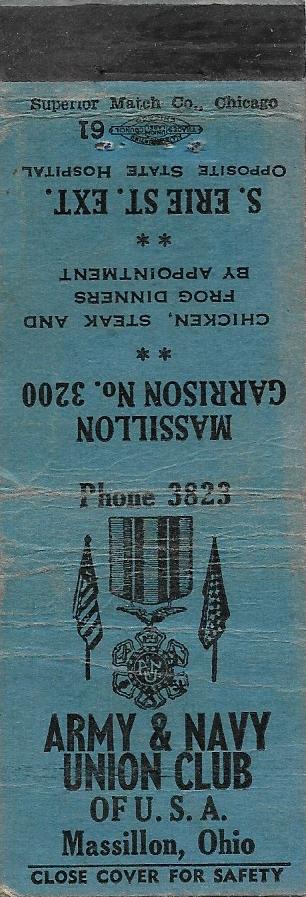 Superior Match Co., Chicago
Phone 3823
ARMY & NAVY
UNION CLUB
OF U. S. A.
Massillon, Ohio
CLOSE COVER FOR SAFETY
MASSILLON
GARRISON No. 3200
**
CHICKEN, STEAK AND
FROG DINNERS
BY APPOINTMENT
**
S. ERIE ST. EXT.
OPPOSITE STATE HOSPITAL
61